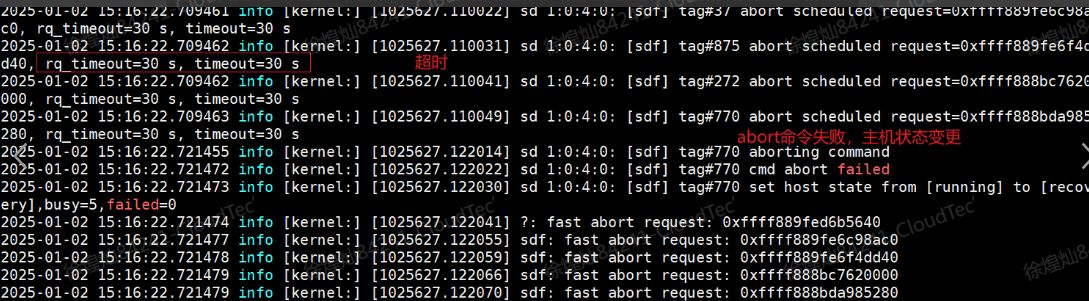 2025-01-02 15:16:22.709461 info [kernel:] [1025627.110022] sd 1:0:4:0: [sdf] tag#37 abort scheduled request=0xffff889fe6c98a
c0, rq_timeout=30 s, timeout=30 s
2025-01-02 15:16:22.709462 info [kernel:] [1025627.110031] sd 1:0:4:0: [sdf] tag#875 abort scheduled request=0xffff889fe6f4d
d40, rq_timeout=30 s, timeout=30 s 超时
2025-01-02 15:16:22.709462 info [kernel:] [1025627.110041] sd 1:0:4:0: [sdf] tag#272 abort scheduled request=0xffff888bc7620
000, rq_timeout=30 s, timeout=30 s
2025-01-02 15:16:22.709463 info [kernel:] [1025627.110049] sd 1:0:4:0: [sdf] tag#770 abort scheduled request=0xffff888bda985
280, rq_timeout=30 s, timeout=30 s
abort命令失败，主机状态变更
2025-01-02 15:16:22.721455 info [kernel:] [1025627.122014] sd 1:0:4:0: [sdf] tag#770 aborting command
2025-01-02 15:16:22.721472 info [kernel:] [1025627.122022] sd 1:0:4:0: [sdf] tag#770 cmd abort failed
2025-01-02 15:16:22.721473 info [kernel:] [1025627.122030] sd 1:0:4:0: [sdf] tag#770 set host state from [running] to [recov
ery],busy=5,failed=0
2025-01-02 15:16:22.721474 info [kernel:] [1025627.122041] ?: fast abort request: 0xffff889fed6b5640
2025-01-02 15:16:22.721477 info [kernel:] [1025627.122055] sdf: fast abort request: 0xffff889fe6c98ac0
2025-01-02 15:16:22.721478 info [kernel:] [1025627.122059] sdf: fast abort request: 0xffff889fe6f4dd40
2025-01-02 15:16:22.721479 info [kernel:] [1025627.122066] sdf: fast abort request: 0xffff888bc7620000
2025-01-02 15:16:22.721479 info [kernel:] [1025627.122070] sdf: fast abort request: 0xffff888bda985280